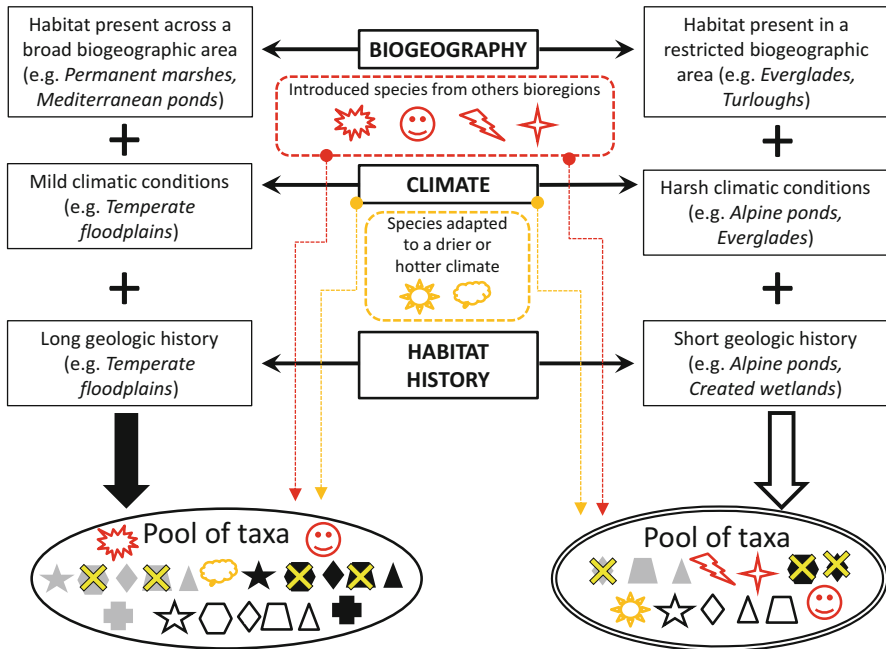 Habitat present across a
broad biogeographic area
(e.g. Permanent marshes,
Mediterranean ponds)
BIOGEOGRAPHY
Habitat present in a
restricted biogeographic
area (e.g. Everglades,
Turloughs)
Introduced species from others bioregions
+
+
Mild climatic conditions
(e.g. Temperate
floodplains)
CLIMATE
Harsh climatic conditions
(e.g. Alpine ponds,
Everglades)
Species adapted
to a drier or
hotter climate
+
+
Long geologic history
(e.g. Temperate
floodplains)
HABITAT
HISTORY
Short geologic history
(e.g. Alpine ponds,
Created wetlands)
Pool of taxa
Pool of taxa